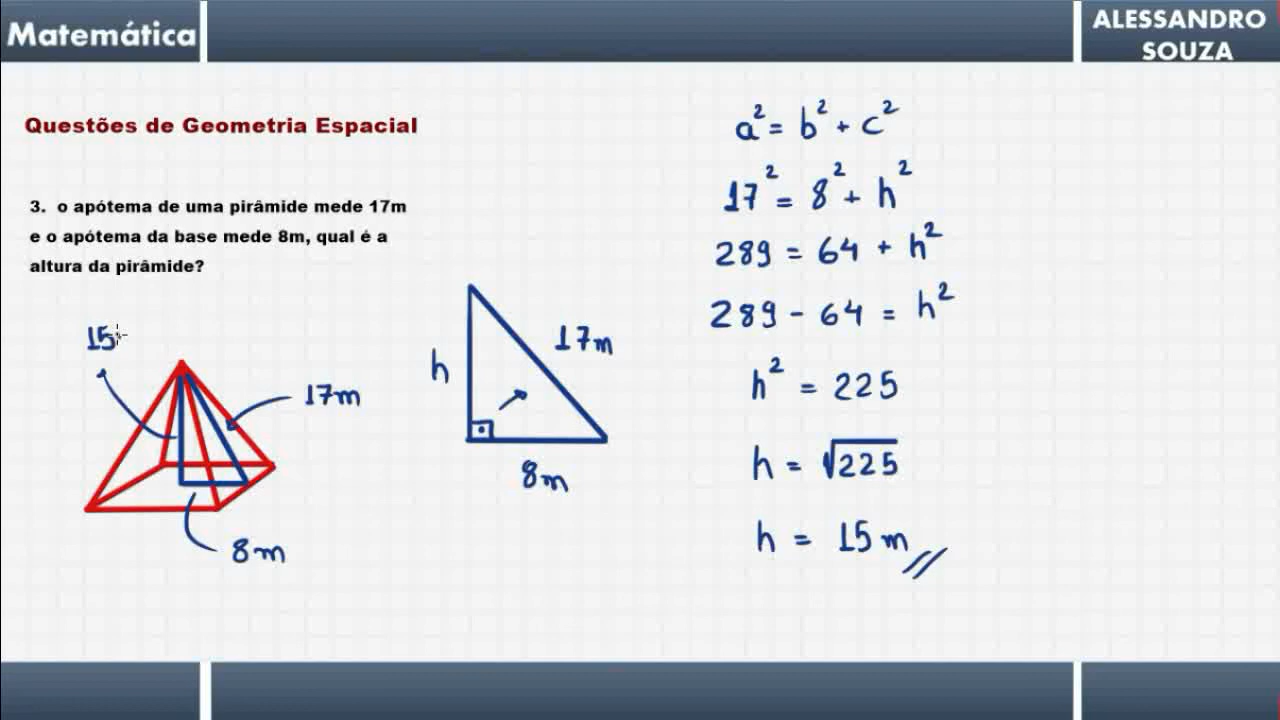 Matemática
ALESSANDRO
SOUZA
Questões de Geometria Espacial
3. o apótema de uma pirâmide mede 17m
e o apótema da base mede 8m, qual é a
altura da pirâmide?
15
17m
8m
h
17m
8m
a² = b² + c²
17² = 8² + h²
289 = 64 + h²
289 - 64 = h²
h² = 225
h = √225
h = 15 m